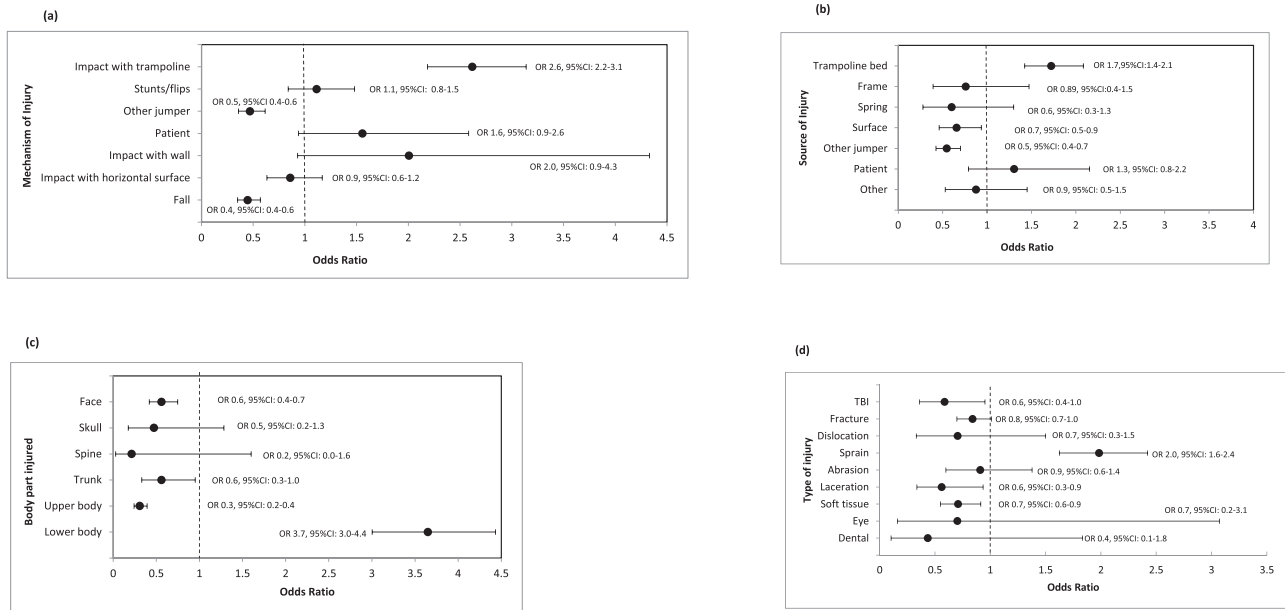 (a)
Mechanism of Injury
Impact with trampoline
OR 2.6, 95%CI: 2.2-3.1
Stunts/flips
OR 1.1, 95%CI: 0.8-1.5
Other jumper
OR 0.5, 95%CI 0.4-0.6
Patient
OR 1.6, 95%CI: 0.9-2.6
Impact with wall
OR 2.0, 95%CI: 0.9-4.3
Impact with horizontal surface
OR 0.9, 95%CI: 0.6-1.2
Fall
OR 0.4, 95%CI: 0.4-0.6
0 0.5 1 1.5 2 2.5 3 3.5 4 4.5
Odds Ratio
(b)
Source of Injury
Trampoline bed
OR 1.7,95%CI:1.4-2.1
Frame
OR 0.89, 95%CI:0.4-1.5
Spring
OR 0.6, 95%CI:0.3-1.3
Surface
OR 0.7, 95%CI: 0.5-0.9
Other jumper
OR 0.5, 95%CI: 0.4-0.7
Patient
OR 1.3, 95%CI: 0.8-2.2
Other
OR 0.9, 95%CI: 0.5-1.5
0 0.5 1 1.5 2 2.5 3 3.5 4
Odds Ratio
(c)
Body part injured
Face
OR 0.6, 95%CI: 0.4-0.7
Skull
OR 0.5, 95%CI: 0.2-1.3
Spine
OR 0.2, 95%CI: 0.0-1.6
Trunk
OR 0.6, 95%CI: 0.3-1.0
Upper body
OR 0.3, 95%CI: 0.2-0.4
Lower body
OR 3.7, 95%CI: 3.0-4.4
0 0.5 1 1.5 2 2.5 3 3.5 4 4.5
Odds Ratio
(d)
Type of injury
TBI
OR 0.6, 95%CI: 0.4-1.0
Fracture
OR 0.8, 95%CI: 0.7-1.0
Dislocation
OR 0.7, 95%CI: 0.3-1.5
Sprain
OR 2.0, 95%CI: 1.6-2.4
Abrasion
OR 0.9, 95%CI: 0.6-1.4
Laceration
OR 0.6, 95%CI: 0.3-0.9
Soft tissue
OR 0.7, 95%CI: 0.6-0.9
Eye
OR 0.7, 95%CI: 0.2-3.1
Dental
OR 0.4, 95%CI: 0.1-1.8
0 0.5 1 1.5 2 2.5 3 3.5
Odds Ratio